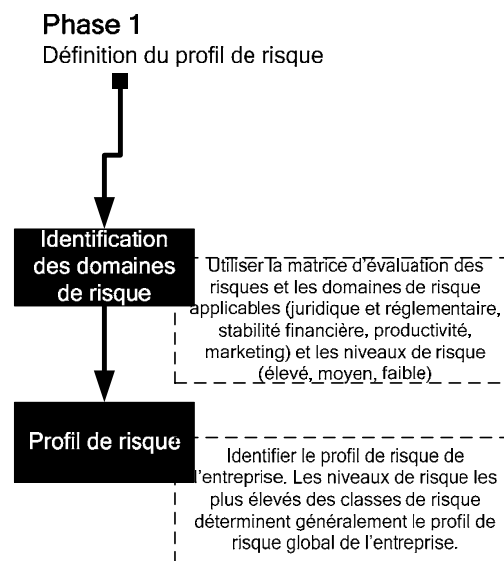 Phase 1
Définition du profil de risque
Identification
des domaines
de risque
Utiliser la matrice d'évaluation des
risques et les domaines de risque
applicables (juridique et réglementaire,
stabilité financière, productivité,
marketing) et les niveaux de risque
(élevé, moyen, faible)
Profil de risque
Identifier le profil de risque de
l'entreprise. Les niveaux de risque les
plus élevés des classes de risque
déterminent généralement le profil de
risque global de l'entreprise.